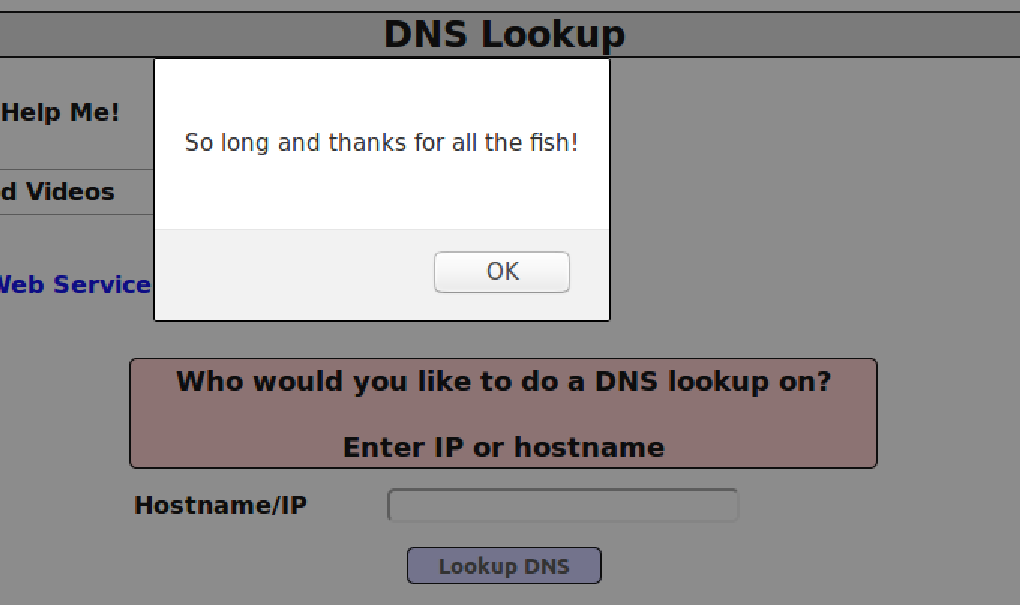 DNS Lookup
Help Me!
So long and thanks for all the fish!
d Videos
OK
Web Service
Who would you like to do a DNS lookup on?
Enter IP or hostname
Hostname/IP
Lookup DNS